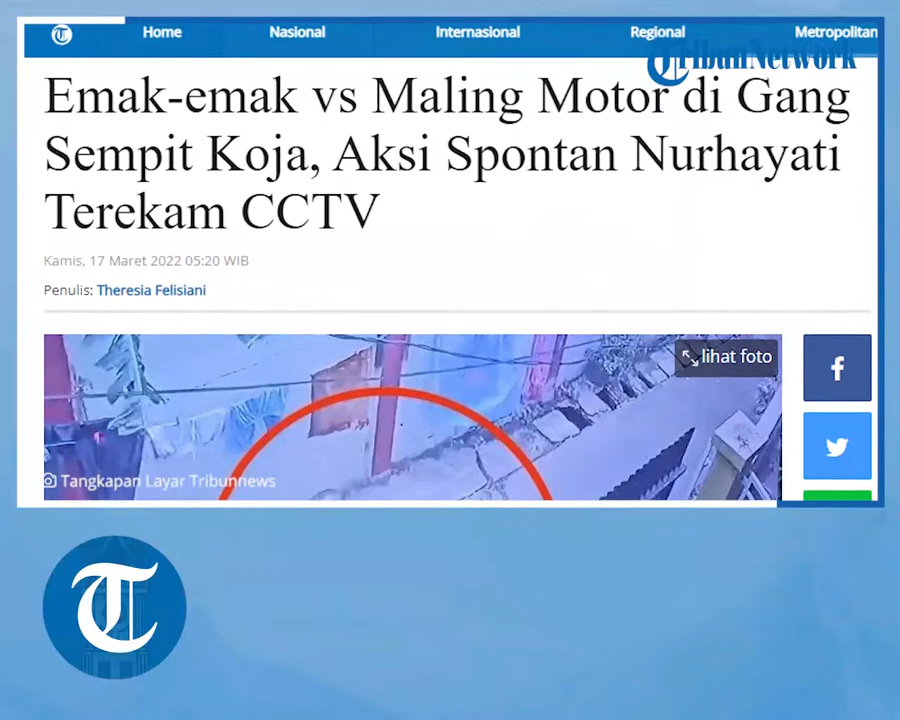 Home Nasional Internasional Regional Metropolitan
TribunNetwork
Emak-emak vs Maling Motor di Gang
Sempit Koja, Aksi Spontan Nurhayati
Terekam CCTV
Kamis, 17 Maret 2022 05:20 WIB
Penulis: Theresia Felisiani
lihat foto
Tangkapan Layar Tribunnews
T